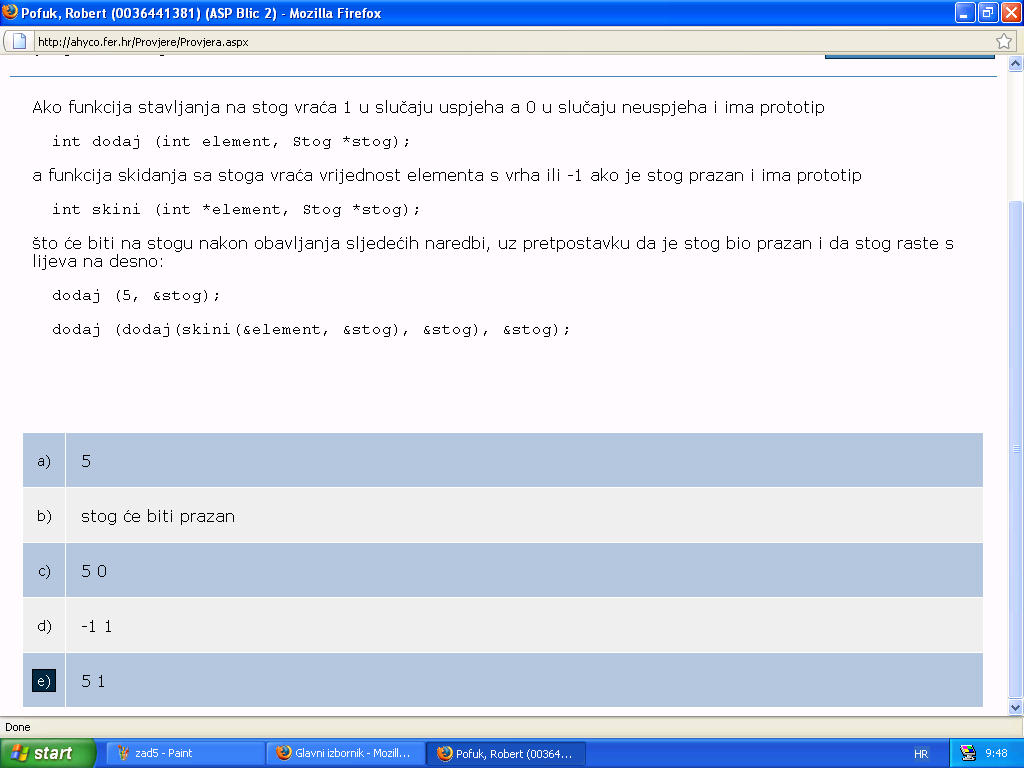 Pofuk, Robert (0036441381) (ASP Blic 2) - Mozilla Firefox
http://ahyco.fer.hr/Provjere/Provjera.aspx
Ako funkcija stavljanja na stog vraća 1 u slučaju uspjeha a 0 u slučaju neuspjeha i ima prototip
int dodaj (int element, Stog *stog);
a funkcija skidanja sa stoga vraća vrijednost elementa s vrha ili -1 ako je stog prazan i ima prototip
int skini (int *element, Stog *stog);
što će biti na stogu nakon obavljanja sljedećih naredbi, uz pretpostavku da je stog bio prazan i da stog raste s
lijeva na desno:
dodaj (5, &stog);
dodaj (dodaj(skini(&element, &stog), &stog), &stog);
a) 5
b) stog će biti prazan
c) 5 0
d) -1 1
e) 5 1
Done
start zad5 - Paint Glavni izbornik - Mozill... Pofuk, Robert (00364... HR 9:48